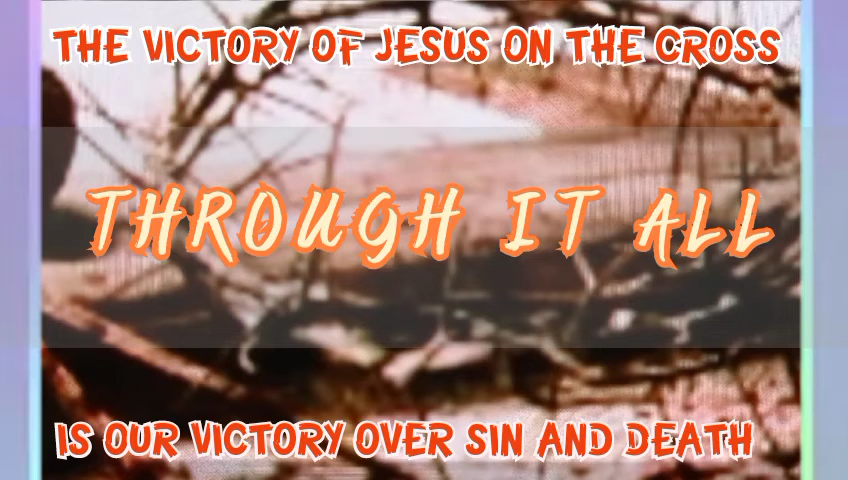 THE VICTORY OF JESUS ON THE CROSS
THROUGH IT ALL
IS OUR VICTORY OVER SIN AND DEATH